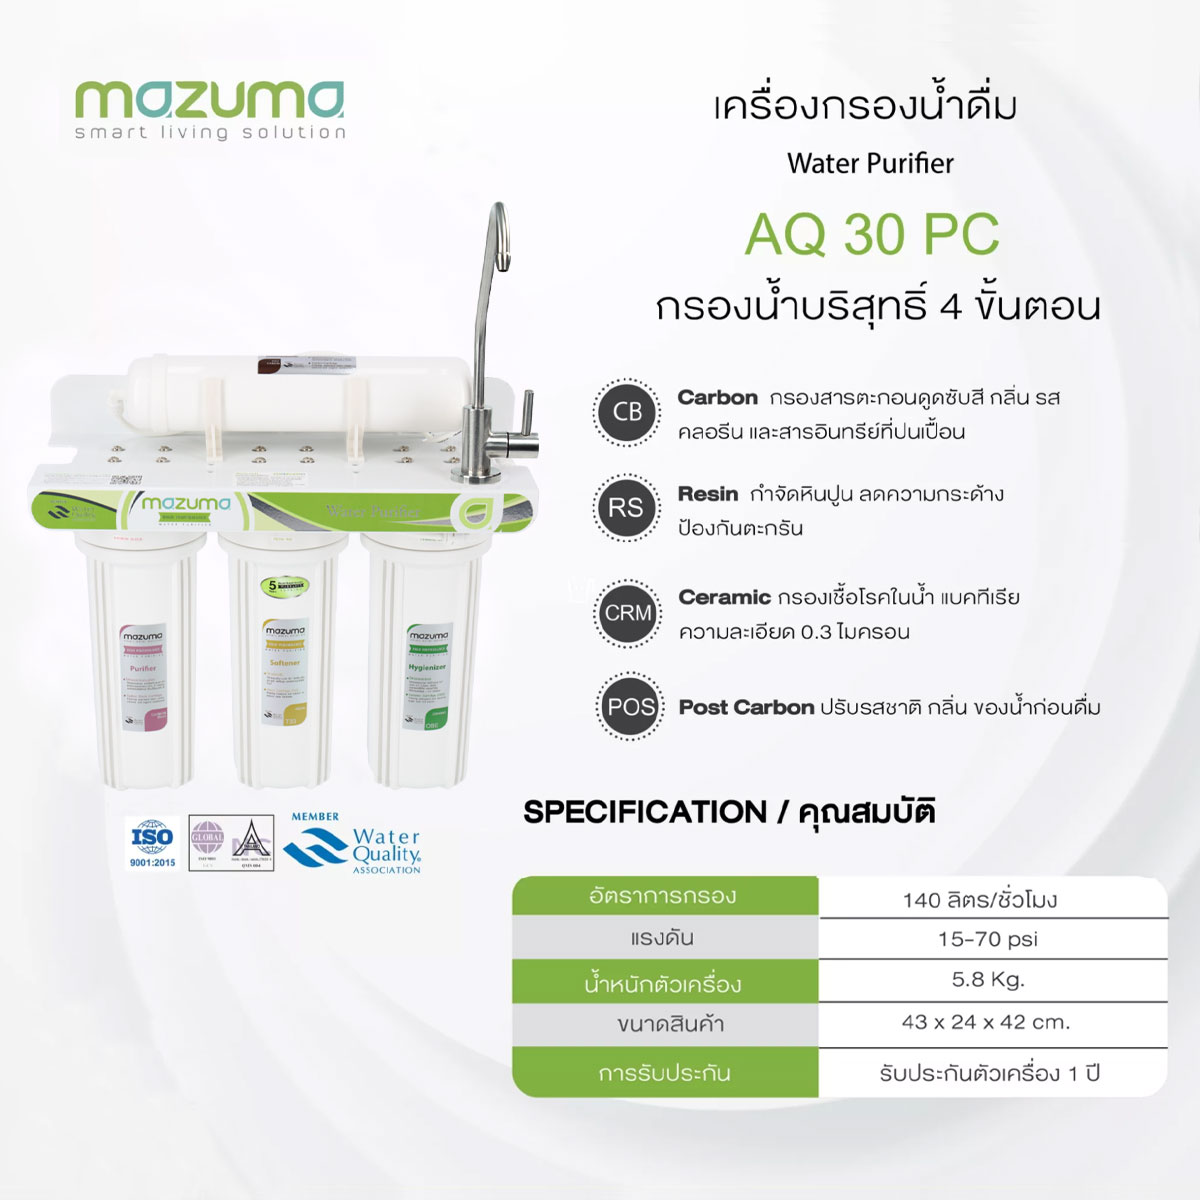 mazuma
smart living solution
เครื่องกรองน้ำดื่ม
Water Purifier
AQ 30 PC
กรองน้ำบริสุทธิ์ 4 ขั้นตอน
CB
Carbon กรองสารตะกอนดูดซับสี กลิ่น รส
คลอรีน และสารอินทรีย์ที่ปนเปื้อน
RS
Resin กำจัดหินปูน ลดความกระด้าง
ป้องกันตะกรัน
CRM
Ceramic กรองเชื้อโรคในน้ำ แบคทีเรีย
ความละเอียด 0.3 ไมครอน
POS
Post Carbon ปรับรสชาติ กลิ่น ของน้ำก่อนดื่ม
mazuma
Water Purifier
5
mazuma
Purifier
mazuma
Softener
mazuma
Hygienizer
ISO
9001:2015
GLOBAL
MEMBER
Water
Quality
ASSOCIATION
SPECIFICATION / คุณสมบัติ
อัตราการกรอง 140 ลิตร/ชั่วโมง
แรงดัน 15-70 psi
น้ำหนักตัวเครื่อง 5.8 Kg.
ขนาดสินค้า 43 x 24 x 42 cm.
การรับประกัน รับประกันตัวเครื่อง 1 ปี